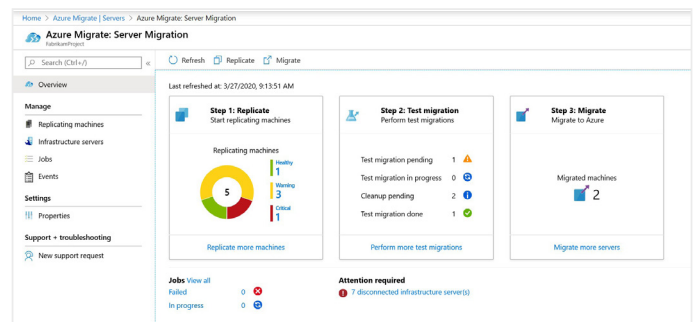 Home > Azure Migrate | Servers > Azure Migrate: Server Migration
Azure Migrate: Server Migration
FabrikamProject
Search (Ctrl+/)
«
Refresh
Replicate
Migrate
Overview
Manage
Replicating machines
Infrastructure servers
Jobs
Events
Settings
Properties
Support + troubleshooting
New support request
Last refreshed at: 3/27/2020, 9:13:51 AM
Step 1: Replicate
Start replicating machines
Replicating machines
5
Healthy
1
Warning
3
Critical
1
Replicate more machines
Step 2: Test migration
Perform test migrations
Test migration pending 1
Test migration in progress 0
Cleanup pending 2
Test migration done 1
Perform more test migrations
Step 3: Migrate
Migrate to Azure
Migrated machines
2
Migrate more servers
Jobs View all
Failed 0
In progress 0
Attention required
7 disconnected infrastructure server(s)